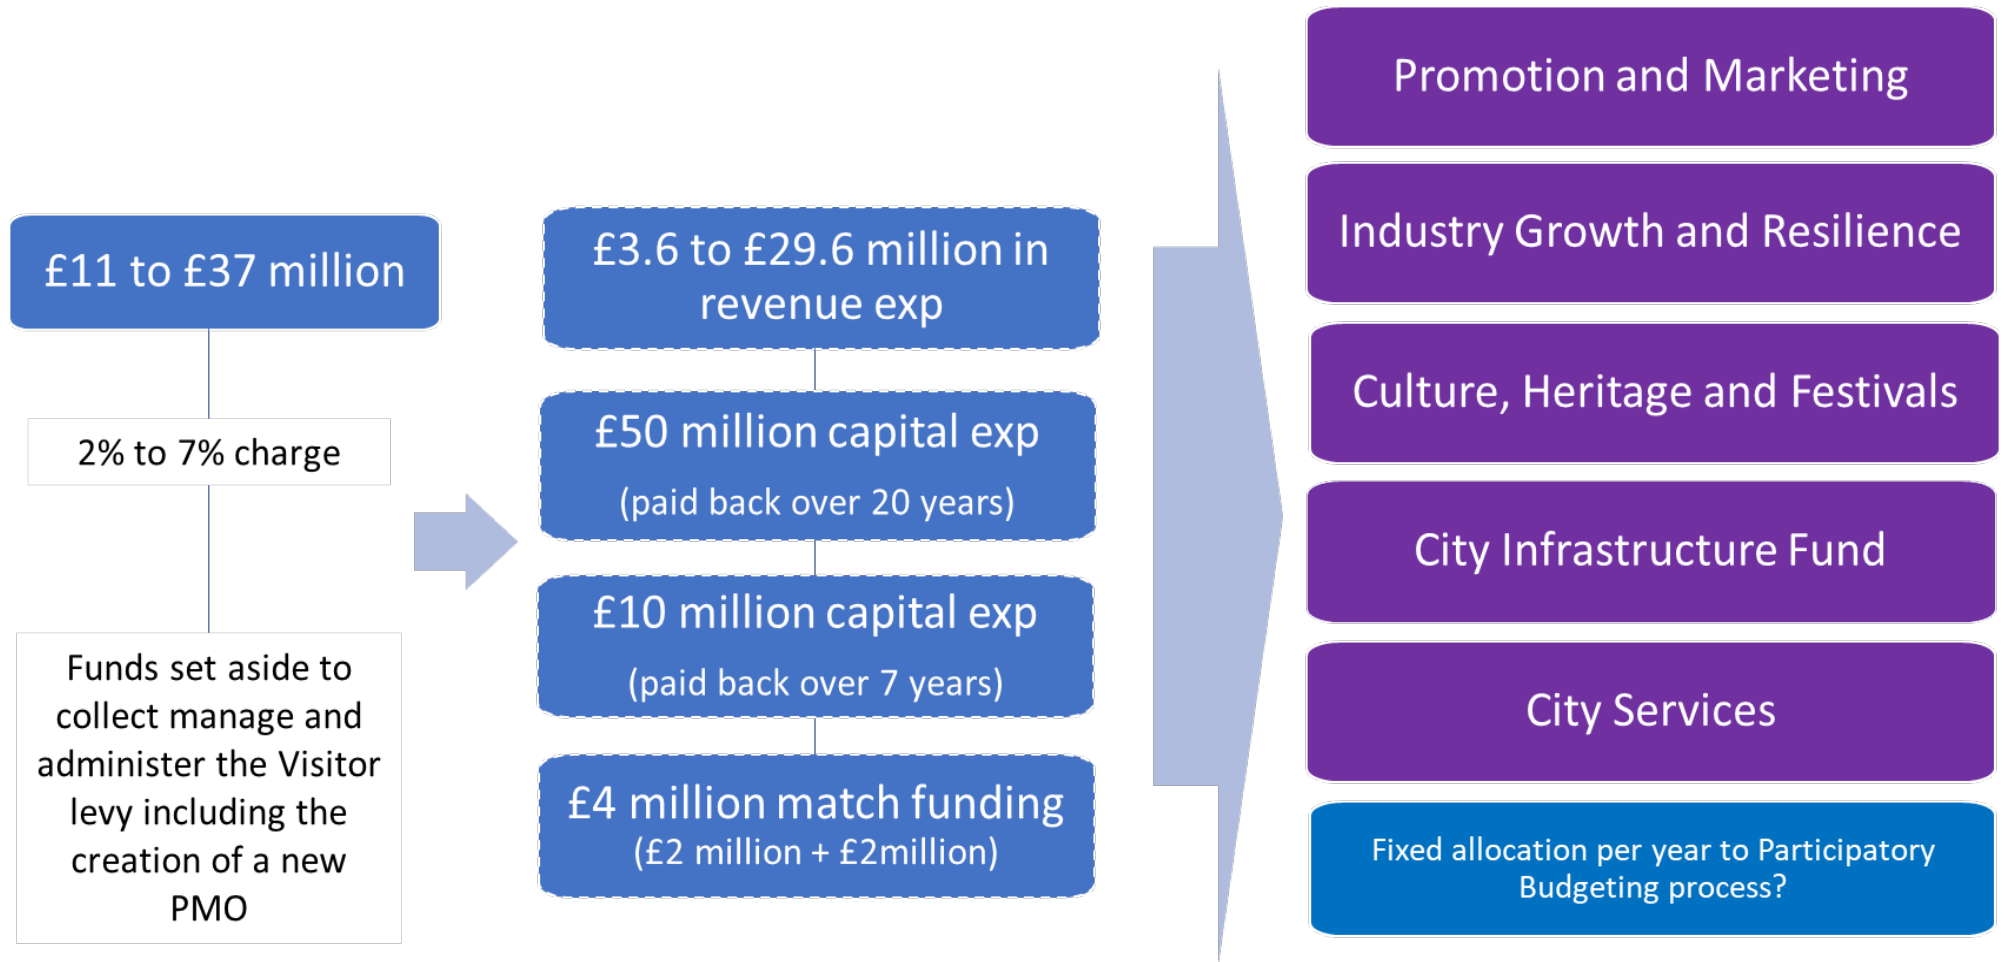 £11 to £37 million
2% to 7% charge
Funds set aside to
collect manage and
administer the Visitor
levy including the
creation of a new
PMO
£3.6 to £29.6 million in
revenue exp
£50 million capital exp
(paid back over 20 years)
£10 million capital exp
(paid back over 7 years)
£4 million match funding
(£2 million + £2million)
Promotion and Marketing
Industry Growth and Resilience
Culture, Heritage and Festivals
City Infrastructure Fund
City Services
Fixed allocation per year to Participatory
Budgeting process?